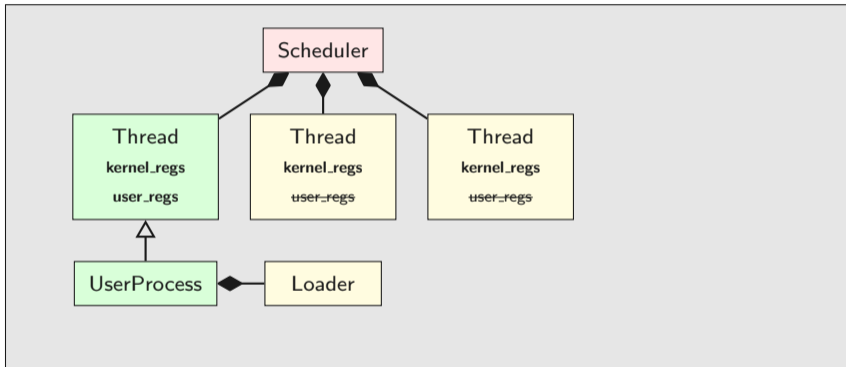 Scheduler
Thread
kernel_regs
user_regs
Thread
kernel_regs
user_regs
Thread
kernel_regs
user_regs
UserProcess
Loader